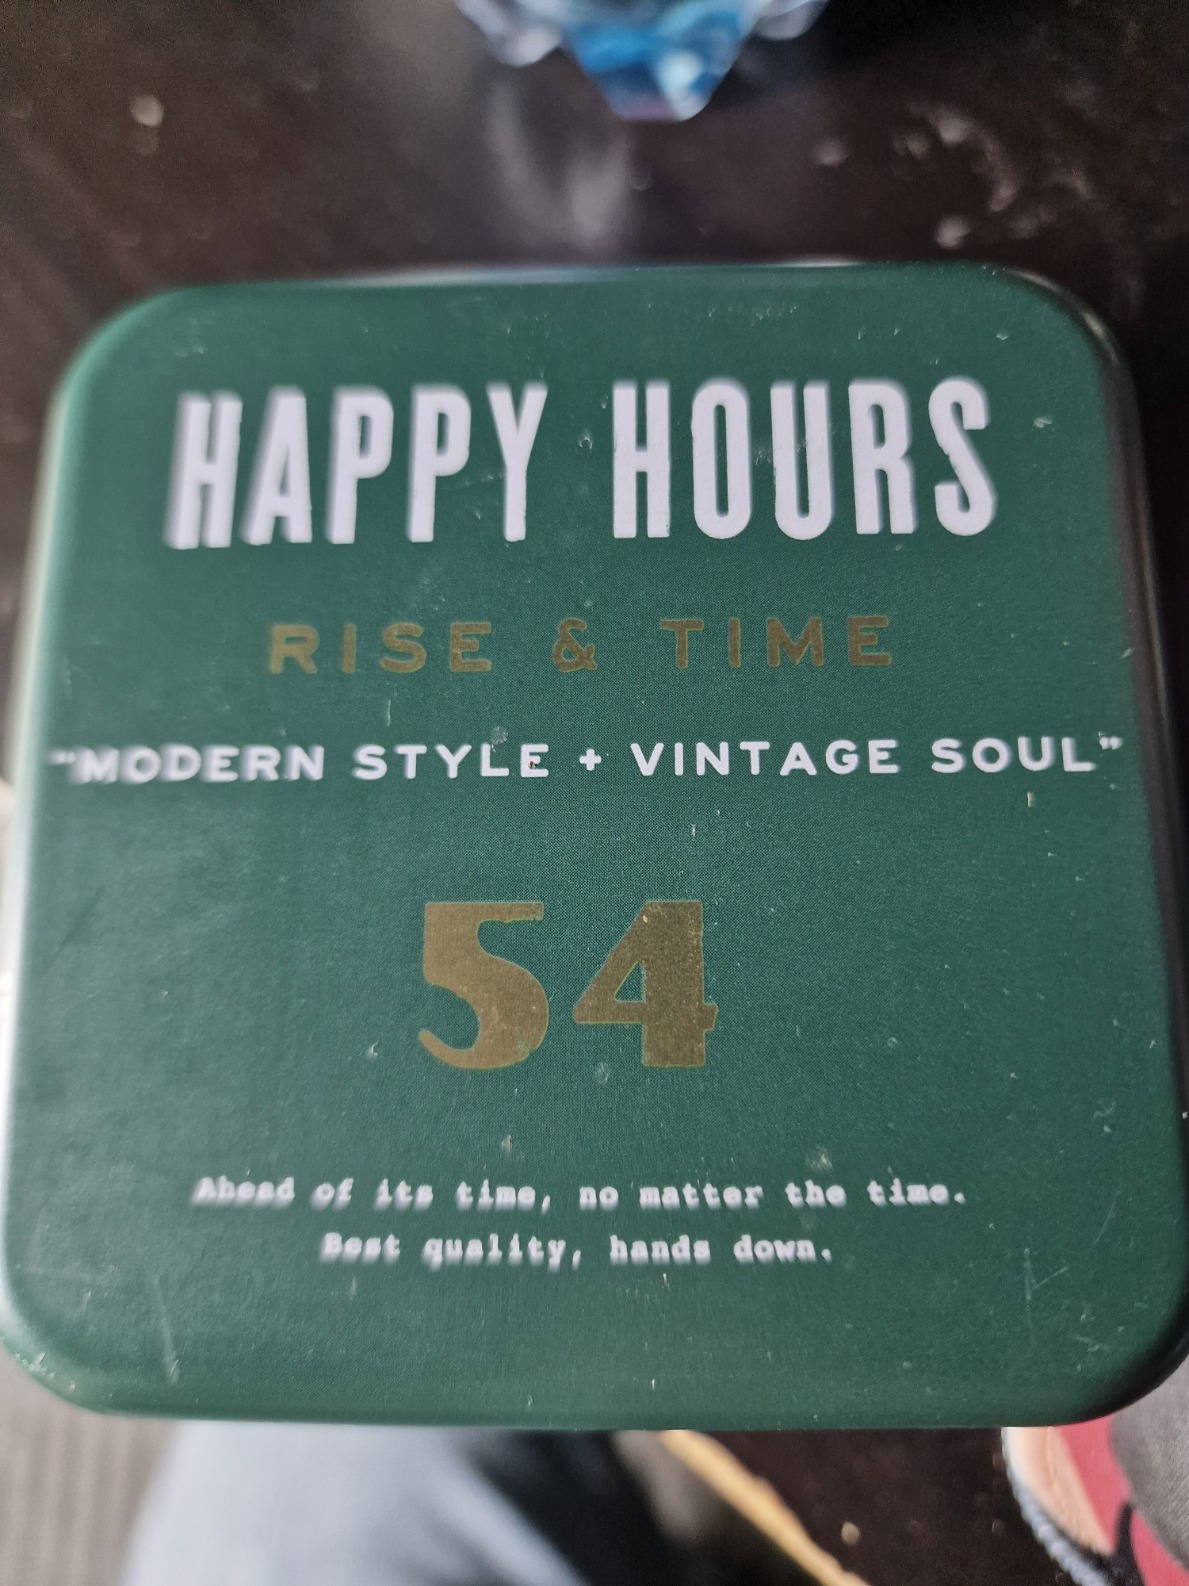 HAPPY HOURS
RISE & TIME
"MODERN STYLE + VINTAGE SOUL"
54
Ahead of its time, no matter the time.
Best quality, hands down.